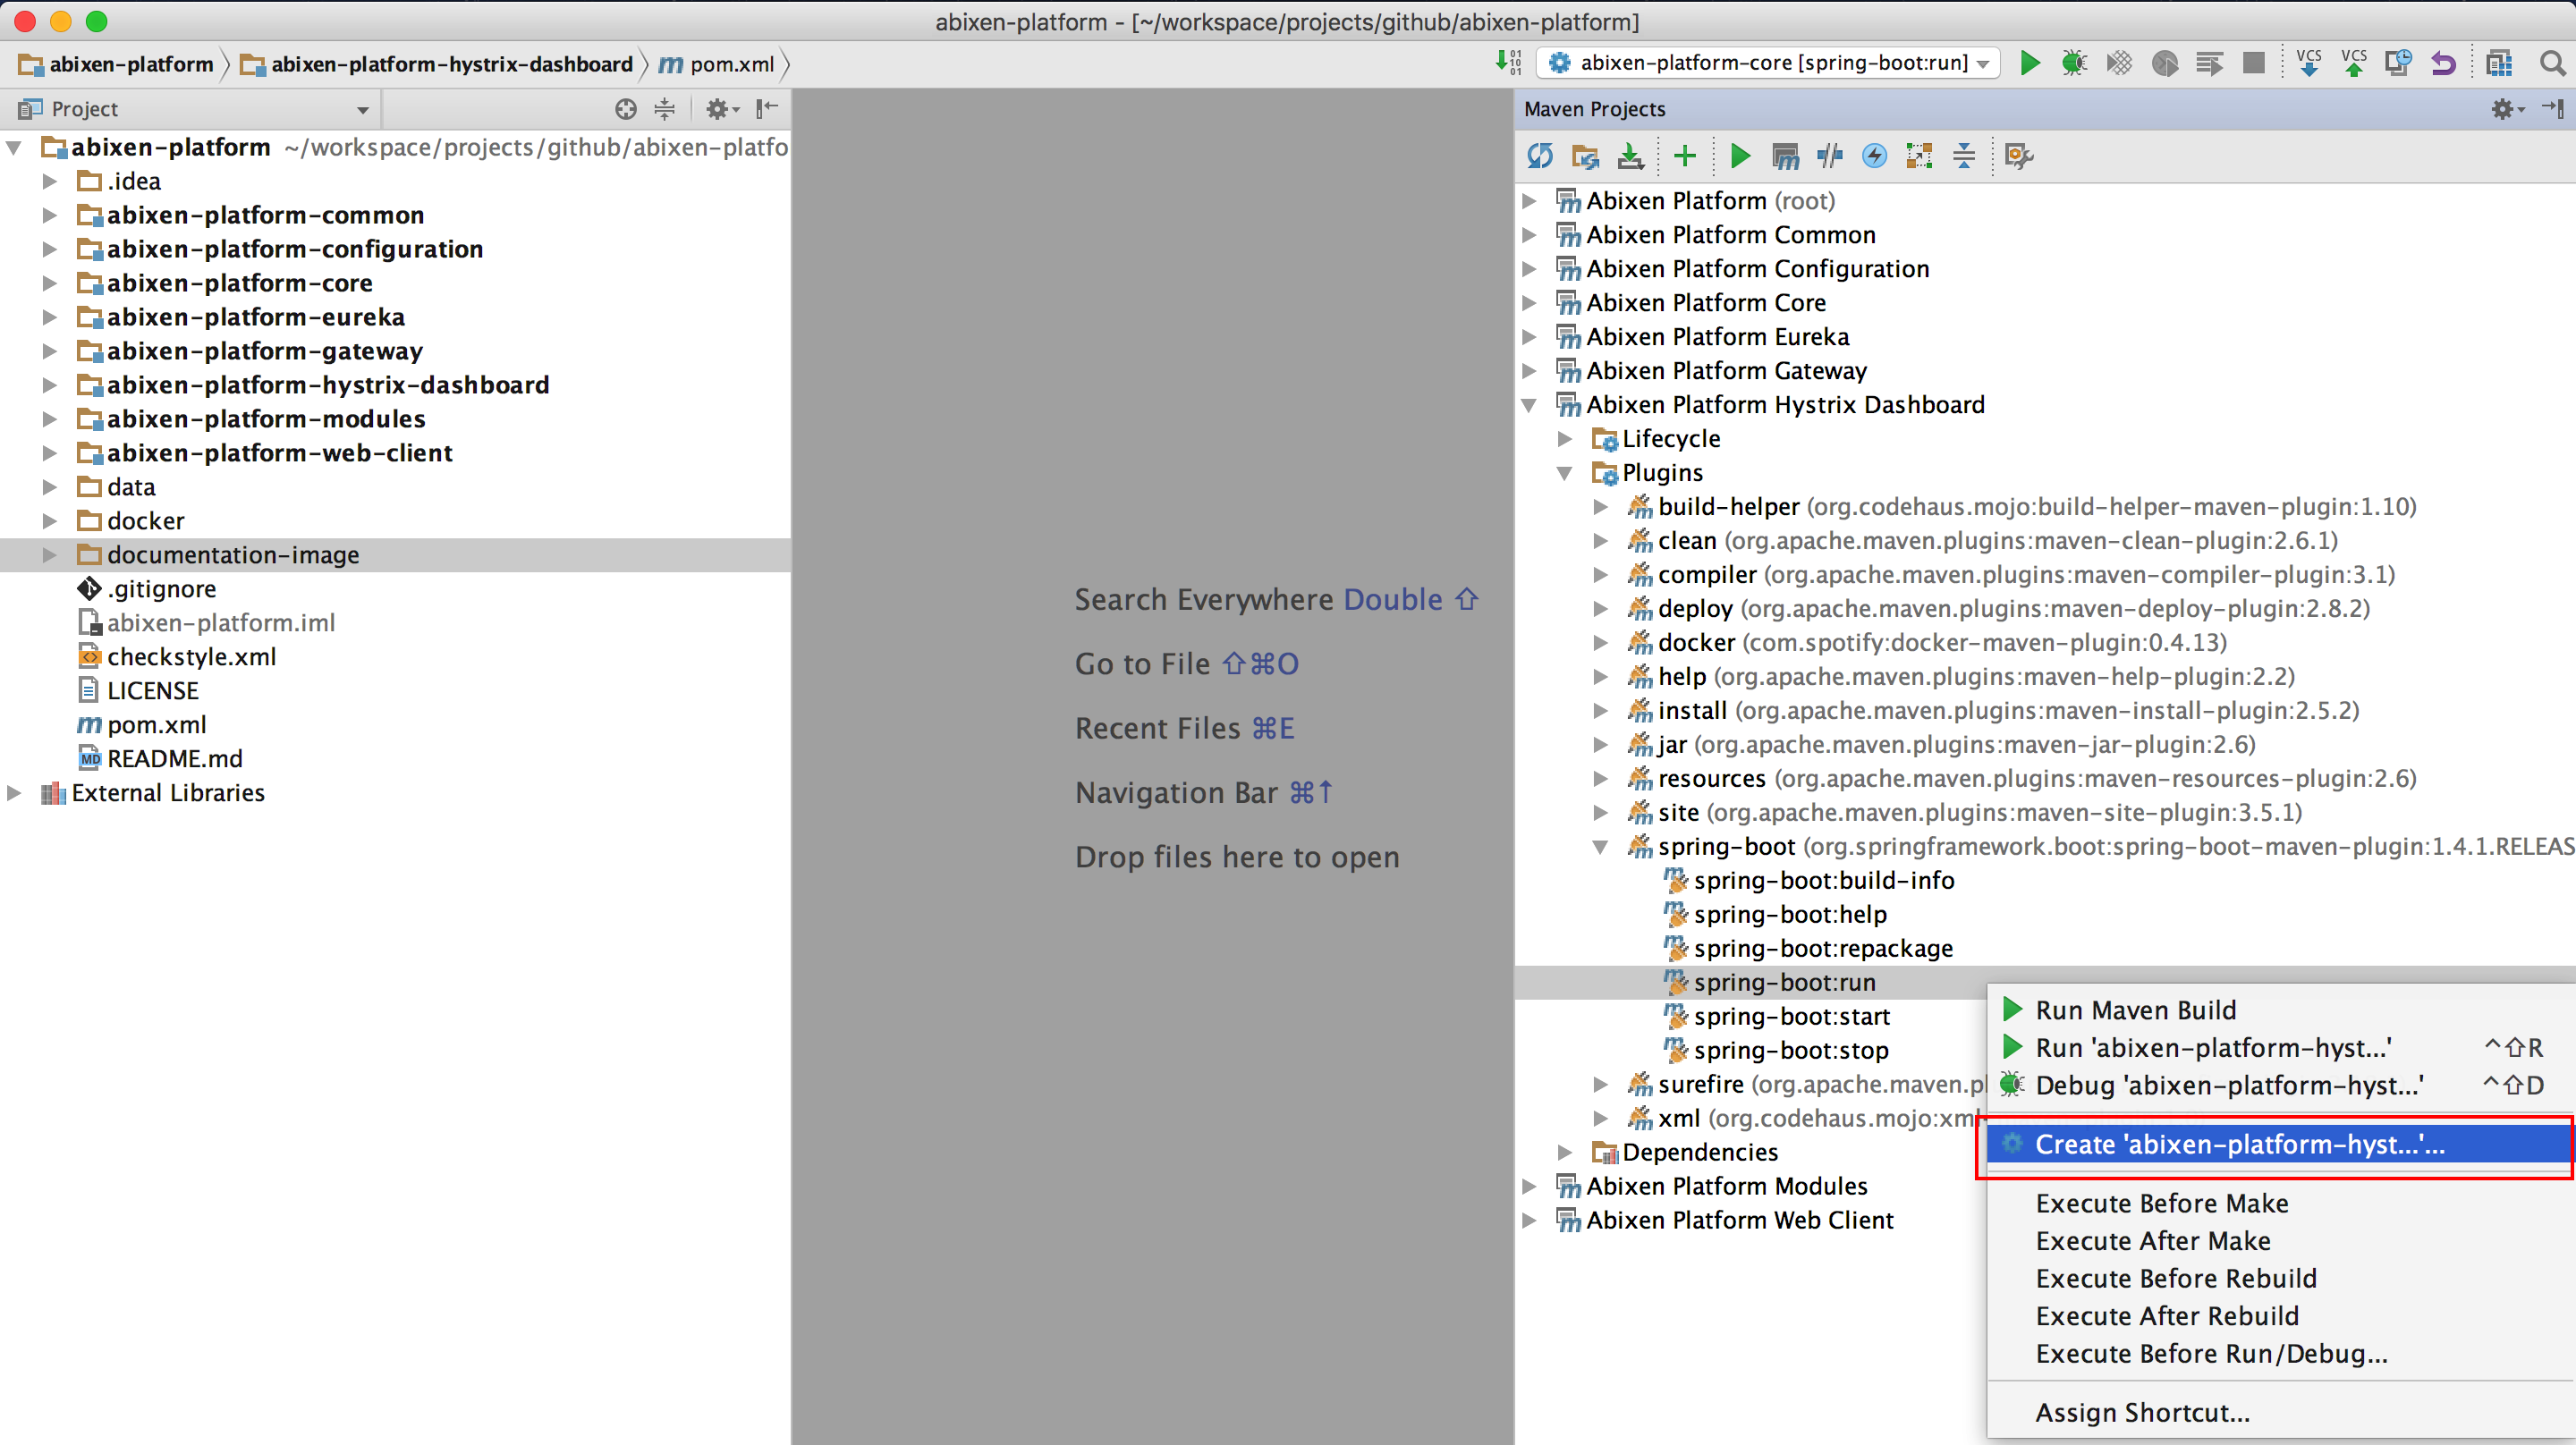 abixen-platform - [~/workspace/projects/github/abixen-platform]
abixen-platform abixen-platform-hystrix-dashboard pom.xml
abixen-platform-core [spring-boot:run]
VCS VCS
Project
abixen-platform ~/workspace/projects/github/abixen-platfo
.idea
abixen-platform-common
abixen-platform-configuration
abixen-platform-core
abixen-platform-eureka
abixen-platform-gateway
abixen-platform-hystrix-dashboard
abixen-platform-modules
abixen-platform-web-client
data
docker
documentation-image
.gitignore
abixen-platform.iml
checkstyle.xml
LICENSE
pom.xml
README.md
External Libraries
Search Everywhere Double ⇧
Go to File ⇧⌘O
Recent Files ⌘E
Navigation Bar ⌘↑
Drop files here to open
Maven Projects
Abixen Platform (root)
Abixen Platform Common
Abixen Platform Configuration
Abixen Platform Core
Abixen Platform Eureka
Abixen Platform Gateway
Abixen Platform Hystrix Dashboard
Lifecycle
Plugins
build-helper (org.codehaus.mojo:build-helper-maven-plugin:1.10)
clean (org.apache.maven.plugins:maven-clean-plugin:2.6.1)
compiler (org.apache.maven.plugins:maven-compiler-plugin:3.1)
deploy (org.apache.maven.plugins:maven-deploy-plugin:2.8.2)
docker (com.spotify:docker-maven-plugin:0.4.13)
help (org.apache.maven.plugins:maven-help-plugin:2.2)
install (org.apache.maven.plugins:maven-install-plugin:2.5.2)
jar (org.apache.maven.plugins:maven-jar-plugin:2.6)
resources (org.apache.maven.plugins:maven-resources-plugin:2.6)
site (org.apache.maven.plugins:maven-site-plugin:3.5.1)
spring-boot (org.springframework.boot:spring-boot-maven-plugin:1.4.1.RELEAS
spring-boot:build-info
spring-boot:help
spring-boot:repackage
spring-boot:run
spring-boot:start
spring-boot:stop
surefire (org.apache.maven.pl
xml (org.codehaus.mojo:xml-
Dependencies
Abixen Platform Modules
Abixen Platform Web Client
Run Maven Build
Run 'abixen-platform-hyst...' ^⇧R
Debug 'abixen-platform-hyst...' ^⇧D
Create 'abixen-platform-hyst...'...
Execute Before Make
Execute After Make
Execute Before Rebuild
Execute After Rebuild
Execute Before Run/Debug...
Assign Shortcut...